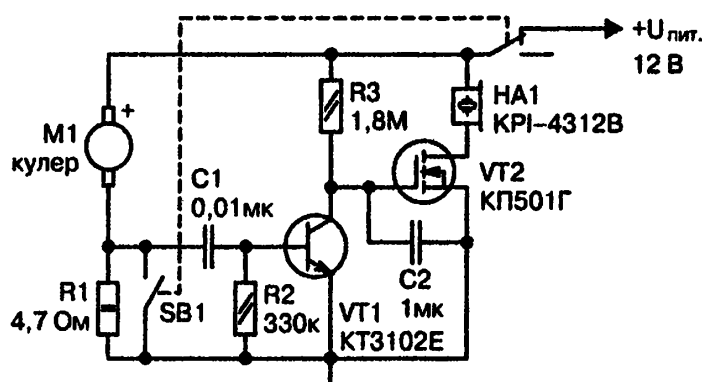 +Uпит.
12 В
R3
1,8М
HA1
KPI–4312В
М1
кулер
+
C1
0,01мк
VT2
КП501Г
R1
4,7 Ом
SB1
R2
330к
VT1
КТ3102Е
C2
1мк